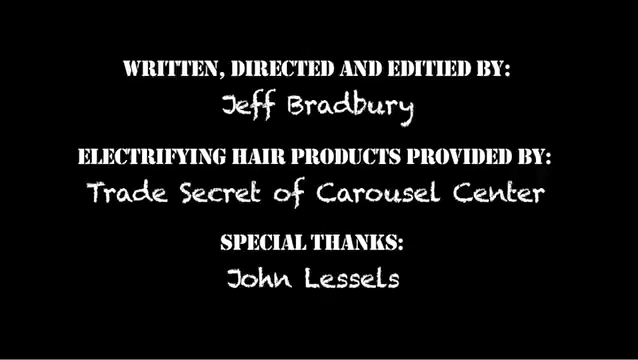 WRITTEN, DIRECTED AND EDITIED BY:
Jeff Bradbury
ELECTRIFYING HAIR PRODUCTS PROVIDED BY:
Trade Secret of Carousel Center
SPECIAL THANKS:
John Lessels